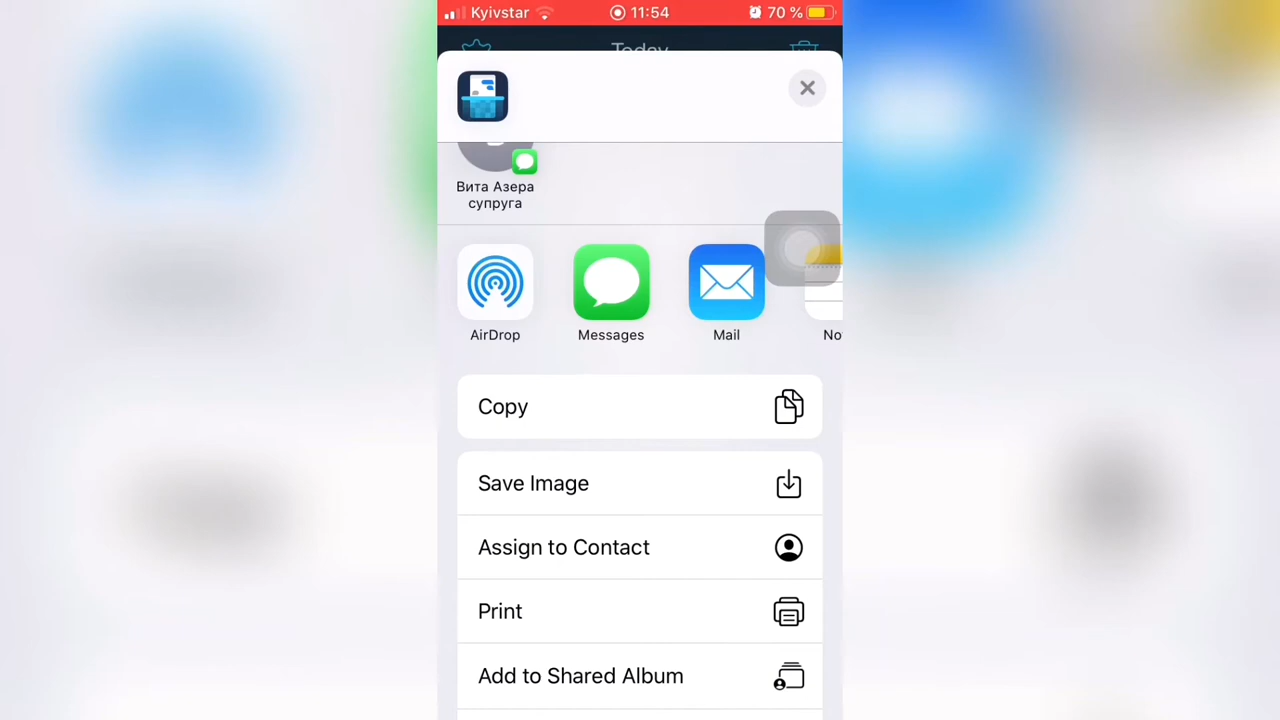 Kyivstar 11:54 70 %
Today
Вита Азера
супруга
AirDrop Messages Mail No
Copy
Save Image
Assign to Contact
Print
Add to Shared Album